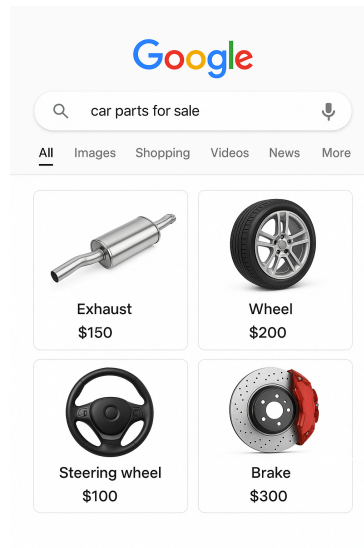 Google
car parts for sale
All Images Shopping Videos News More
Exhaust
$150
Wheel
$200
Steering wheel
$100
Brake
$300